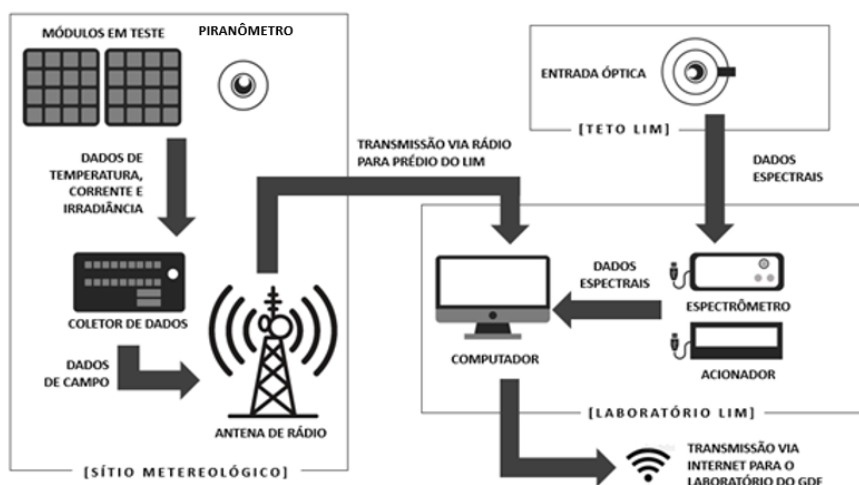 MÓDULOS EM TESTE
PIRANÔMETRO
DADOS DE
TEMPERATURA,
CORRENTE E
IRRADIÂNCIA
COLETOR DE DADOS
DADOS
DE CAMPO
ANTENA DE RÁDIO
[SÍTIO METEREOLÓGICO]
TRANSMISSÃO VIA RÁDIO
PARA PRÉDIO DO LIM
ENTRADA ÓPTICA
[TETO LIM]
DADOS
ESPECTRAIS
DADOS
ESPECTRAIS
COMPUTADOR
ESPECTRÔMETRO
ACIONADOR
[LABORATÓRIO LIM]
TRANSMISSÃO VIA
INTERNET PARA O
LABORATÓRIO DO GDF